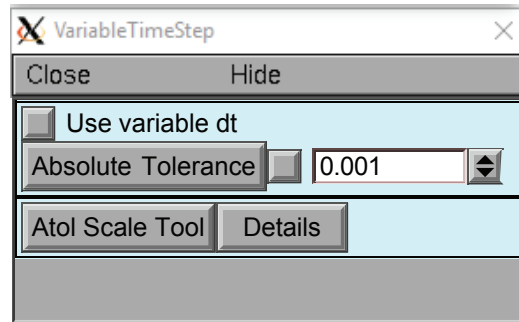 VariableTimeStep
Close Hide
Use variable dt
Absolute Tolerance 0.001
Atol Scale Tool Details